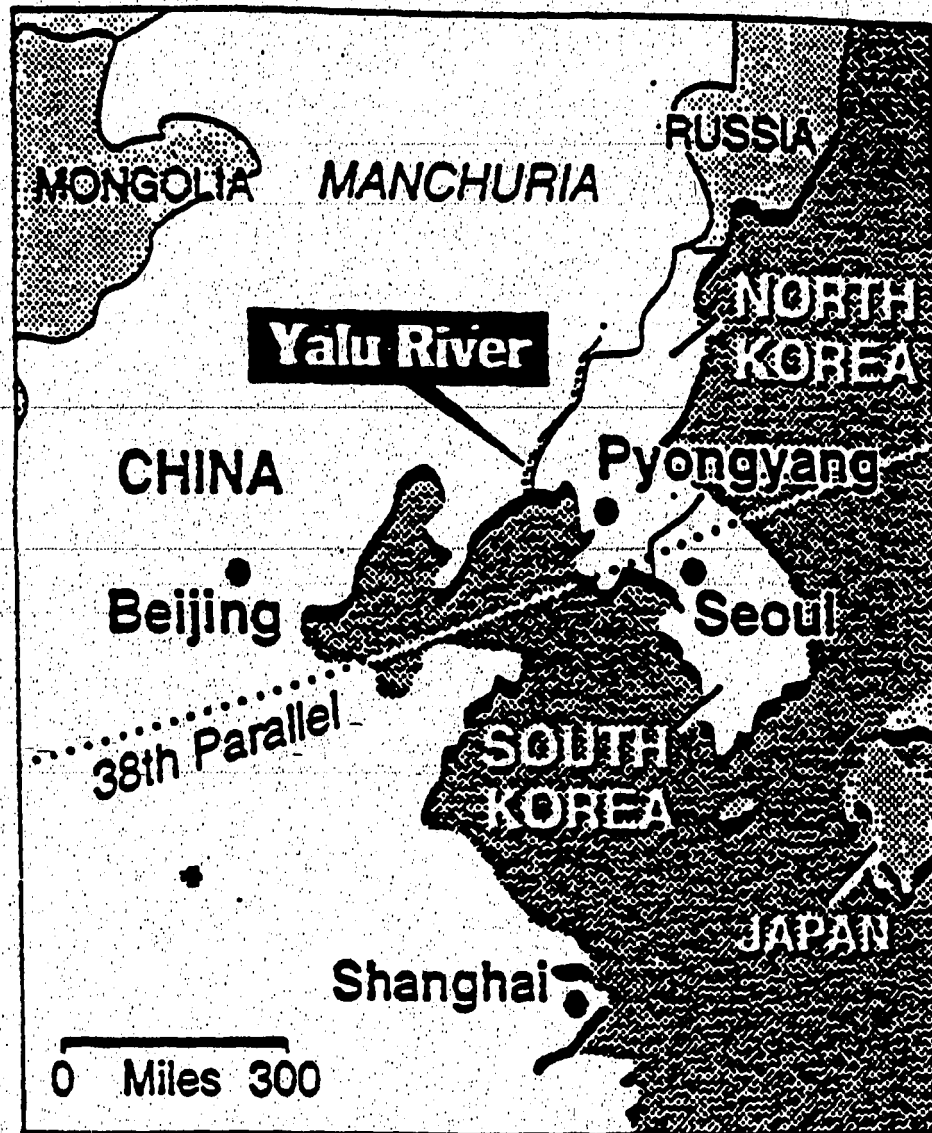 RUSSIA
MONGOLIA
MANCHURIA
NORTH
KOREA
Yalu River
CHINA
Pyongyang
Beijing
Seoul
38th Parallel
SOUTH
KOREA
JAPAN
Shanghai
0 Miles 300